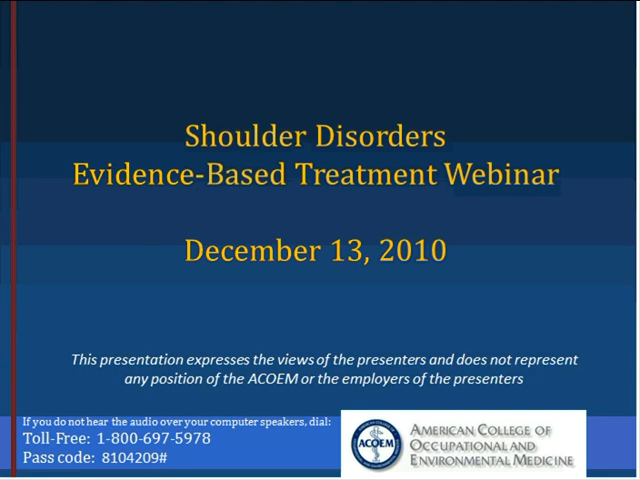 Shoulder Disorders
Evidence-Based Treatment Webinar
December 13, 2010
This presentation expresses the views of the presenters and does not represent
any position of the ACOEM or the employers of the presenters
If you do not hear the audio over your computer speakers, dial:
Toll-Free: 1-800-697-5978
Pass code: 8104209#
ACOEM
AMERICAN COLLEGE OF
OCCUPATIONAL AND
ENVIRONMENTAL MEDICINE